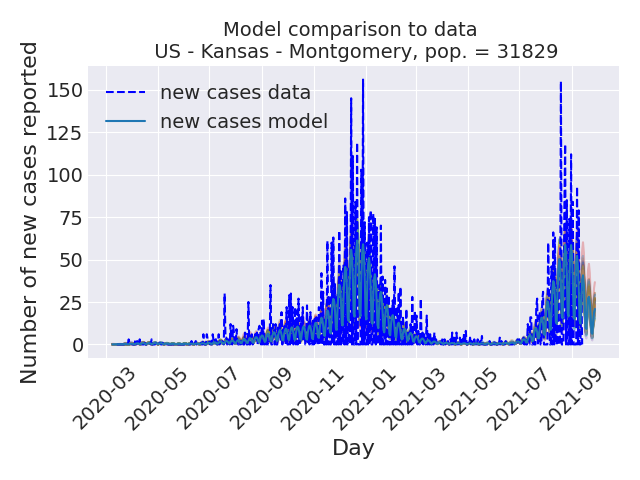 Model comparison to data
US - Kansas - Montgomery, pop. = 31829
Number of new cases reported
150
125
100
75
50
25
0
new cases data
new cases model
2020-03
2020-05
2020-07
2020-09
2020-11
2021-01
2021-03
2021-05
2021-07
2021-09
Day